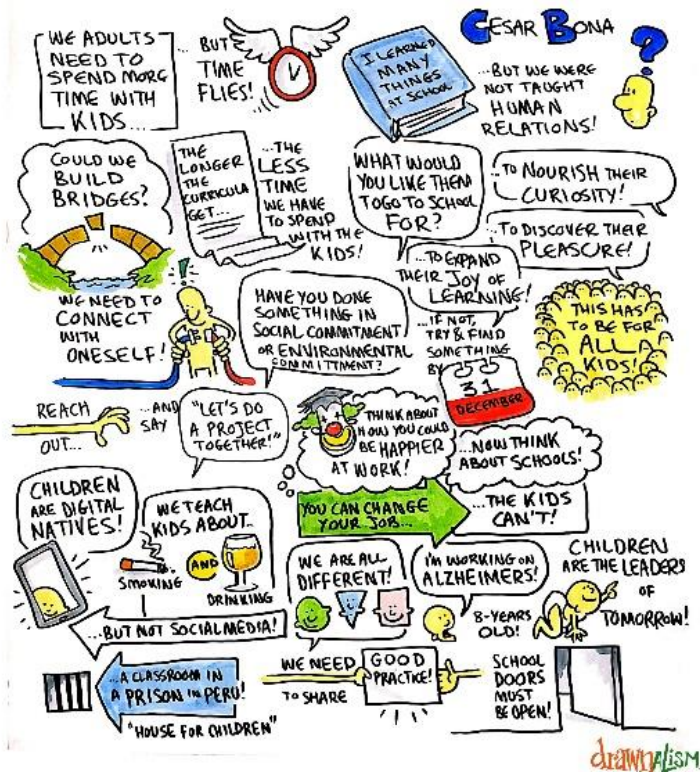 CESAR BONA
WE ADULTS
NEED TO
SPEND MORE
TIME WITH
KIDS...
... BUT
TIME
FLIES!
I LEARNED
MANY
THINGS
AT SCHOOL
...BUT WE WERE
NOT TAUGHT
HUMAN
RELATIONS!
COULD WE
BUILD
BRIDGES?
THE
LONGER
THE
CURRICULA
GET...
...THE
LESS
TIME
WE HAVE
TO SPEND
WITH THE
KIDS!
WHAT WOULD
YOU LIKE THEM
TO GO TO SCHOOL
FOR?
...TO NOURISH THEIR
CURIOSITY!
...TO DISCOVER THEIR
PLEASURE!
...TO EXPAND
THEIR JOY OF
LEARNING!
THIS HAS
TO BE FOR
ALL
KIDS!
WE NEED TO
CONNECT
WITH
ONESELF!
HAVE YOU DONE
SOMETHING IN
SOCIAL COMMITMENT
OR ENVIRONMENTAL
COMMITTMENT?
...IF NOT,
TRY & FIND
SOMETHING
BY
31
DECEMBER
REACH
OUT...
...AND
SAY
"LET'S DO
A PROJECT
TOGETHER!"
THINK ABOUT
HOW YOU COULD
BE HAPPIER
AT WORK!
...NOW THINK
ABOUT SCHOOLS!
YOU CAN CHANGE
YOUR JOB...
...THE KIDS
CAN'T!
CHILDREN
ARE DIGITAL
NATIVES!
WE TEACH
KIDS ABOUT..
SMOKING
AND
DRINKING
...BUT NOT SOCIAL MEDIA!
WE ARE ALL
DIFFERENT!
I'M WORKING ON
ALZHEIMERS!
8-YEARS
OLD!
CHILDREN
ARE THE LEADERS
OF
TOMORROW!
...A CLASSROOM IN
A PRISON IN PERU!
"HOUSE FOR CHILDREN"
WE NEED
TO SHARE
GOOD
PRACTICE!
SCHOOL
DOORS
MUST
BE OPEN!
drawnalism